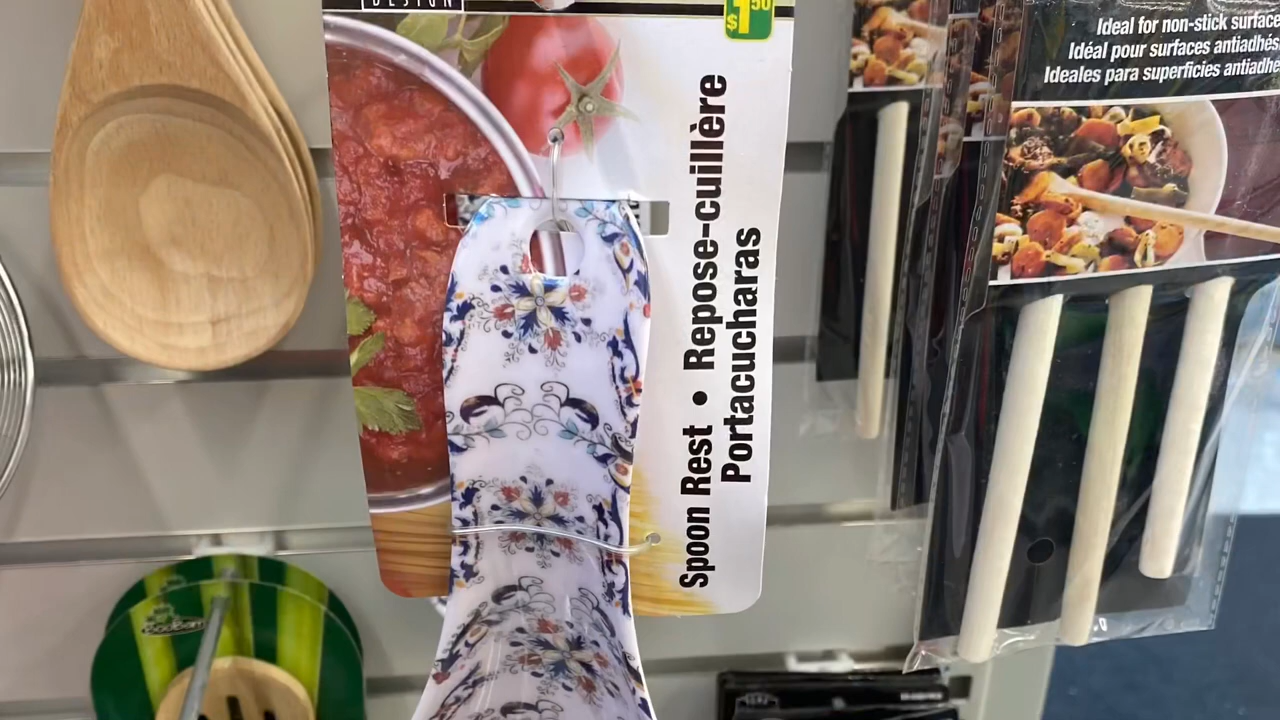 DESIGN
$1.50
Spoon Rest • Repose-cuillère
Portacucharas
Ideal for non-stick surface
Idéal pour surfaces antiadhés
Ideales para superficies antiadhe